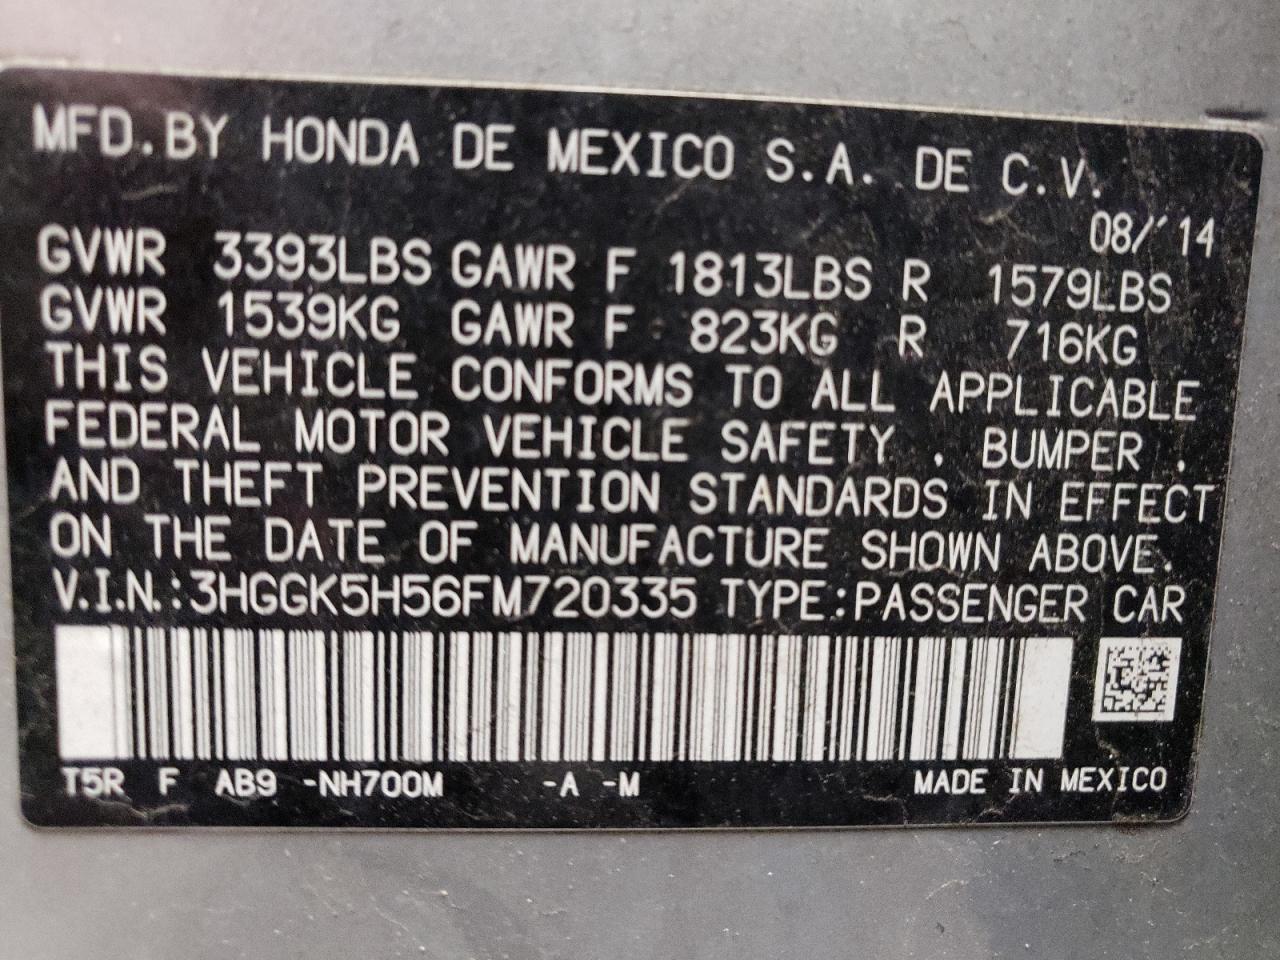 MFD.BY HONDA DE MEXICO S.A. DE C.V.
08/'14
GVWR 3393LBS GAWR F 1813LBS R 1579LBS
GVWR 1539KG GAWR F 823KG R 716KG
THIS VEHICLE CONFORMS TO ALL APPLICABLE
FEDERAL MOTOR VEHICLE SAFETY , BUMPER ,
AND THEFT PREVENTION STANDARDS IN EFFECT
ON THE DATE OF MANUFACTURE SHOWN ABOVE.
V.I.N.:3HGGK5H56FM720335 TYPE:PASSENGER CAR
T5R F AB9 -NH700M -A -M MADE IN MEXICO